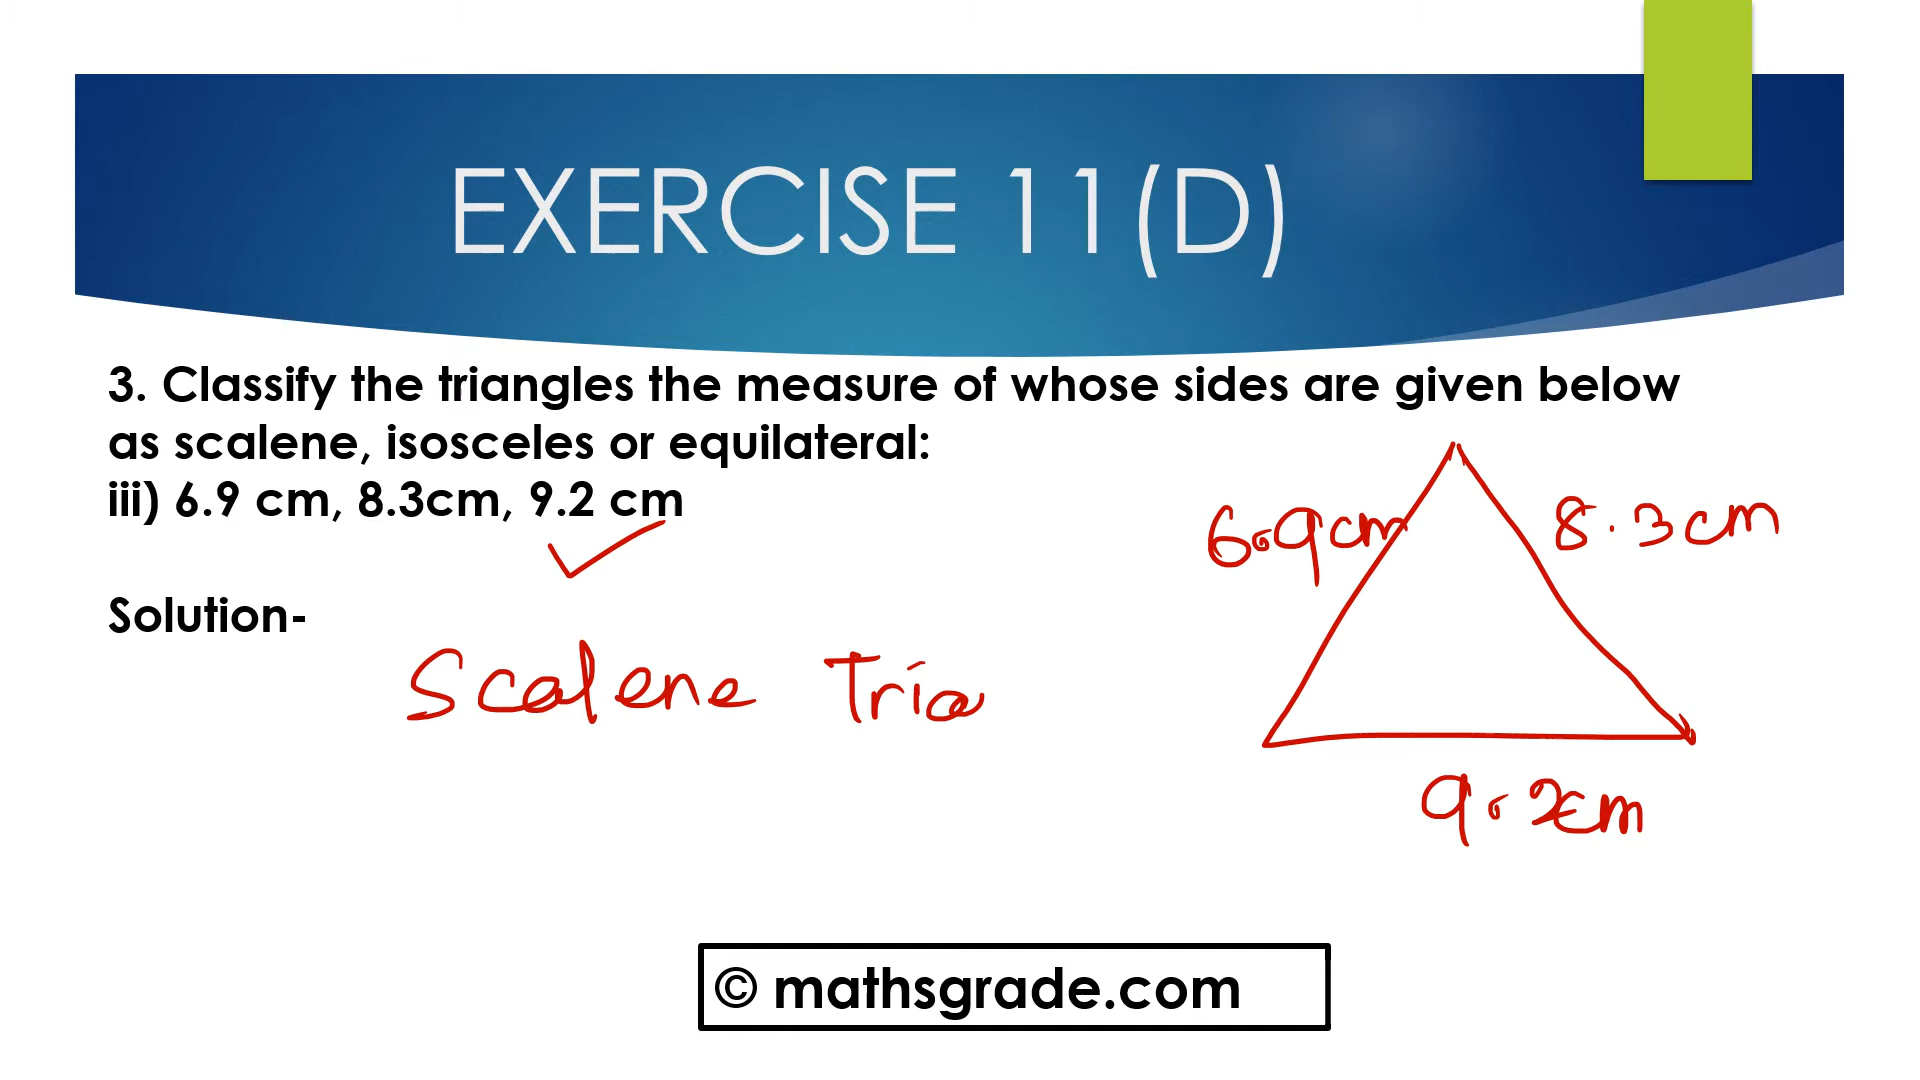 EXERCISE 11(D)
3. Classify the triangles the measure of whose sides are given below
as scalene, isosceles or equilateral:
iii) 6.9 cm, 8.3cm, 9.2 cm
6.9cm
8.3cm
Solution-
Scalene Tria
9.2cm
© mathsgrade.com